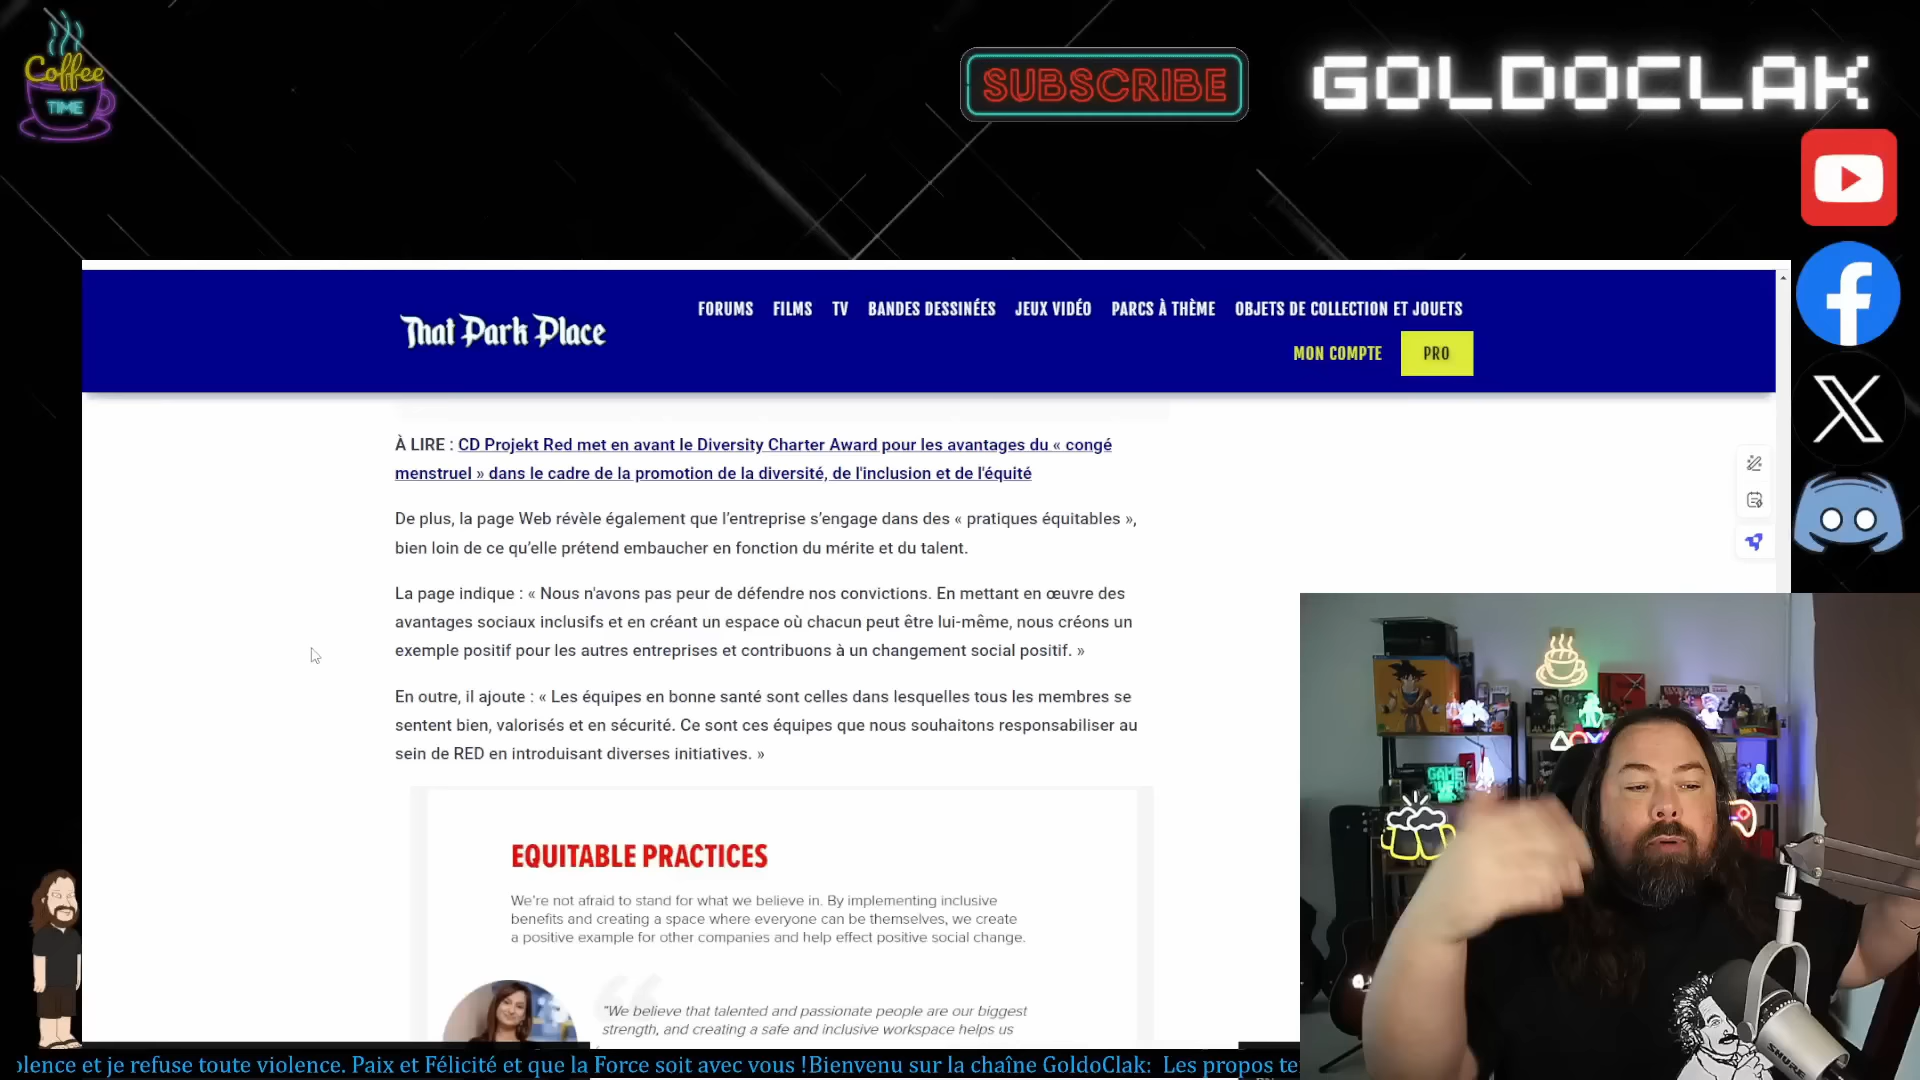 Coffee
TIME
SUBSCRIBE
GOLDOCLAK
That Park Place
FORUMS FILMS TV BANDES DESSINÉES JEUX VIDÉO PARCS À THÈME OBJETS DE COLLECTION ET JOUETS
MON COMPTE PRO
À LIRE : CD Projekt Red met en avant le Diversity Charter Award pour les avantages du « congé
menstruel » dans le cadre de la promotion de la diversité, de l'inclusion et de l'équité
De plus, la page Web révèle également que l’entreprise s’engage dans des « pratiques équitables »,
bien loin de ce qu’elle prétend embaucher en fonction du mérite et du talent.
La page indique : « Nous n'avons pas peur de défendre nos convictions. En mettant en œuvre des
avantages sociaux inclusifs et en créant un espace où chacun peut être lui-même, nous créons un
exemple positif pour les autres entreprises et contribuons à un changement social positif. »
En outre, il ajoute : « Les équipes en bonne santé sont celles dans lesquelles tous les membres se
sentent bien, valorisés et en sécurité. Ce sont ces équipes que nous souhaitons responsabiliser au
sein de RED en introduisant diverses initiatives. »
EQUITABLE PRACTICES
We're not afraid to stand for what we believe in. By implementing inclusive
benefits and creating a space where everyone can be themselves, we create
a positive example for other companies and help effect positive social change.
"We believe that talented and passionate people are our biggest
strength, and creating a safe and inclusive workspace helps us
GAME
OVER
SHURE
olence et je refuse toute violence. Paix et Félicité et que la Force soit avec vous !Bienvenu sur la chaîne GoldoClak: Les propos te